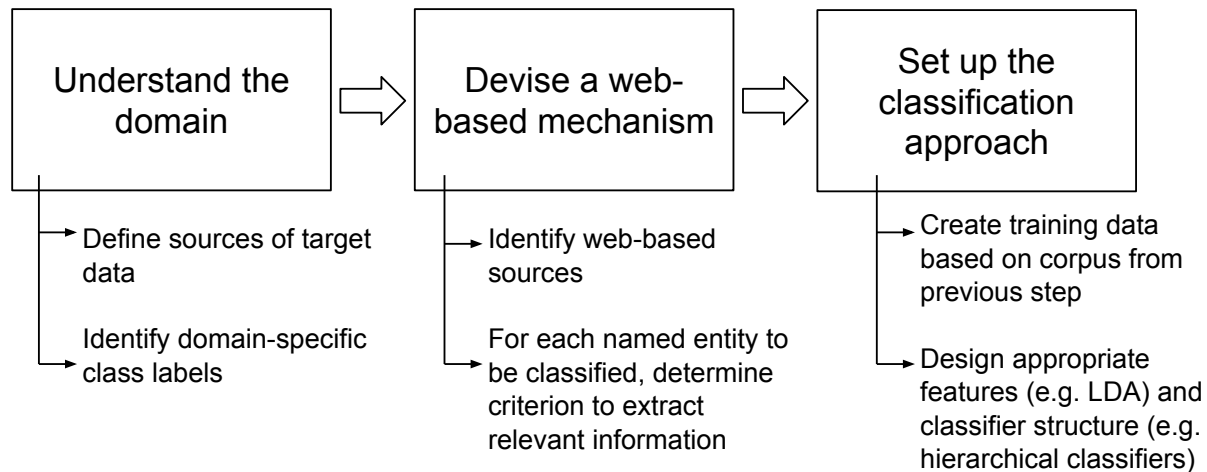 Understand the
domain
Devise a web-
based mechanism
Set up the
classification
approach
Define sources of target
data
Identify domain-specific
class labels
Identify web-based
sources
For each named entity to
be classified, determine
criterion to extract
relevant information
Create training data
based on corpus from
previous step
Design appropriate
features (e.g. LDA) and
classifier structure (e.g.
hierarchical classifiers)